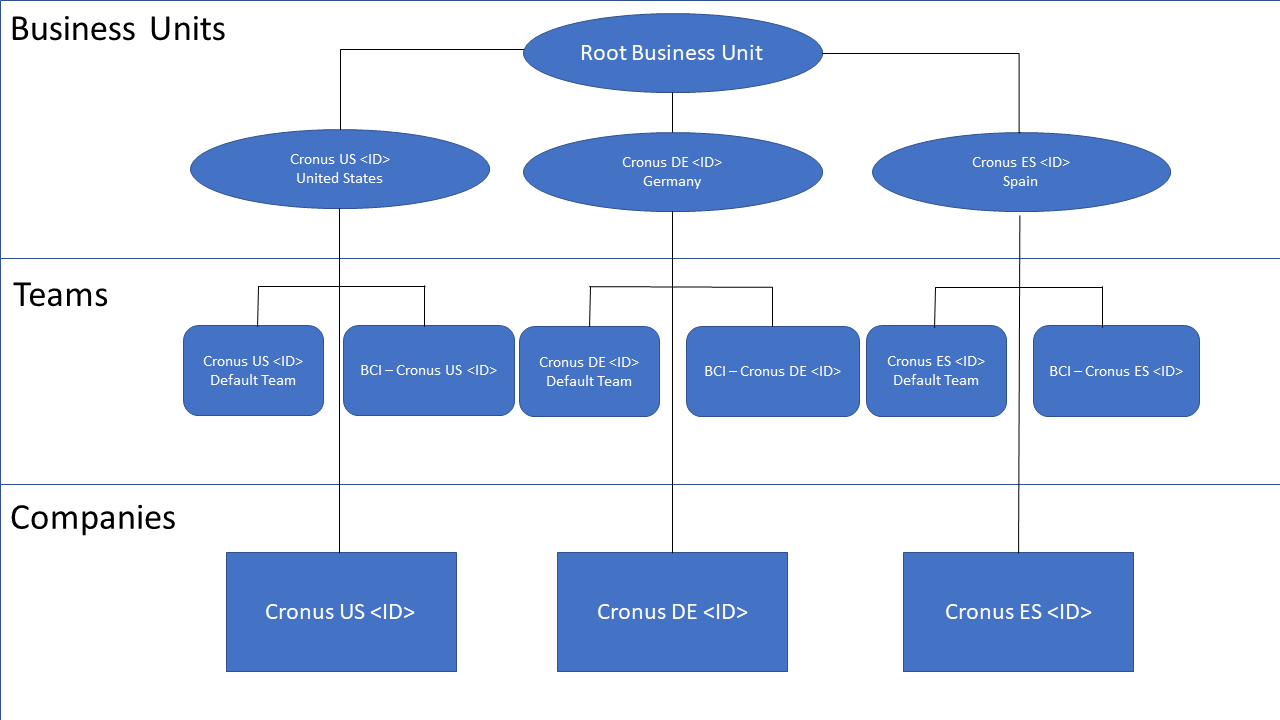 Business Units
Root Business Unit
Cronus US <ID>
United States
Cronus DE <ID>
Germany
Cronus ES <ID>
Spain
Teams
Cronus US <ID>
Default Team
BCI – Cronus US <ID>
Cronus DE <ID>
Default Team
BCI – Cronus DE <ID>
Cronus ES <ID>
Default Team
BCI – Cronus ES <ID>
Companies
Cronus US <ID>
Cronus DE <ID>
Cronus ES <ID>